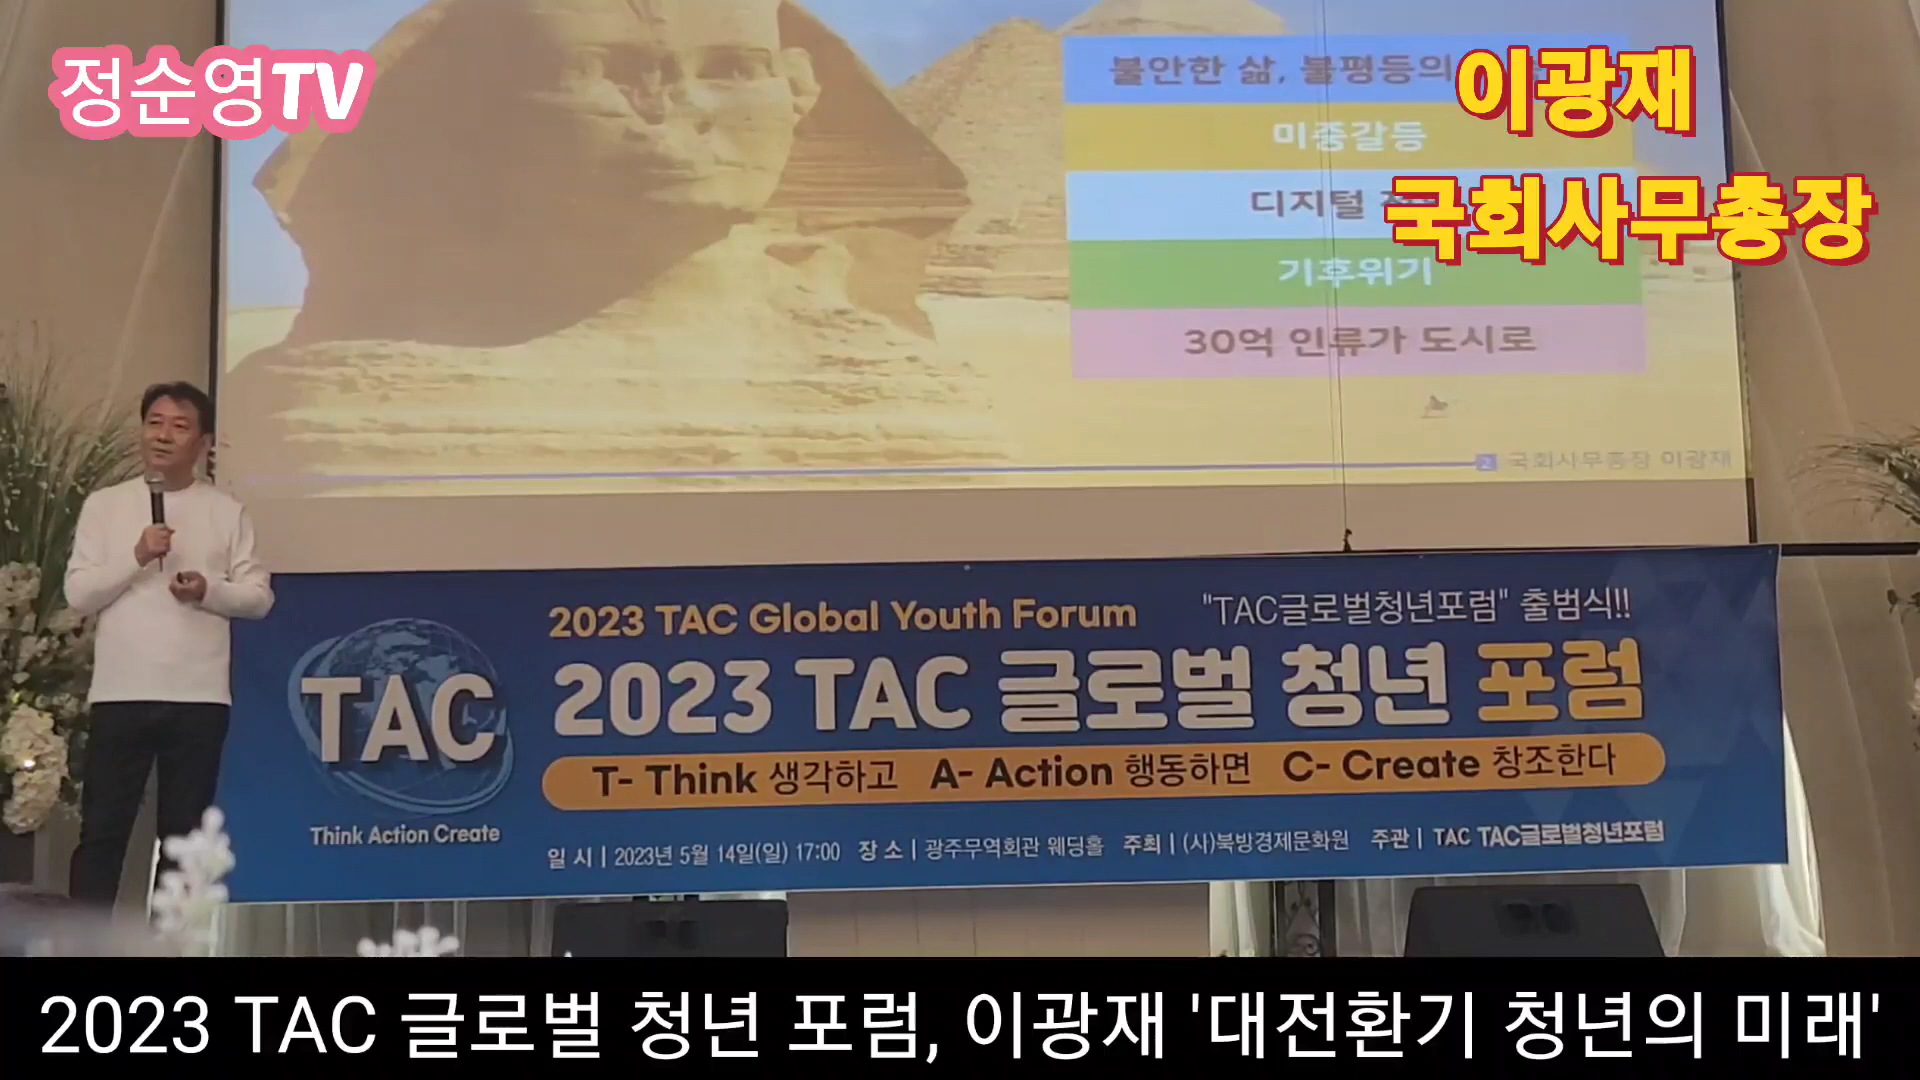 정순영TV
이광재
국회사무총장
불안한 삶, 불평등의
미중갈등
디지털
기후위기
30억 인류가 도시로
2 국회사무총장 이광재
2023 TAC Global Youth Forum
"TAC글로벌청년포럼" 출범식!!
2023 TAC 글로벌 청년 포럼
T- Think 생각하고 A- Action 행동하면 C- Create 창조한다
TAC
Think Action Create
일 시 | 2023년 5월 14일(일) 17:00 장 소 | 광주무역회관 웨딩홀 주최 | (사)북방경제문화원 주관 | TAC TAC글로벌청년포럼
2023 TAC 글로벌 청년 포럼, 이광재 '대전환기 청년의 미래'